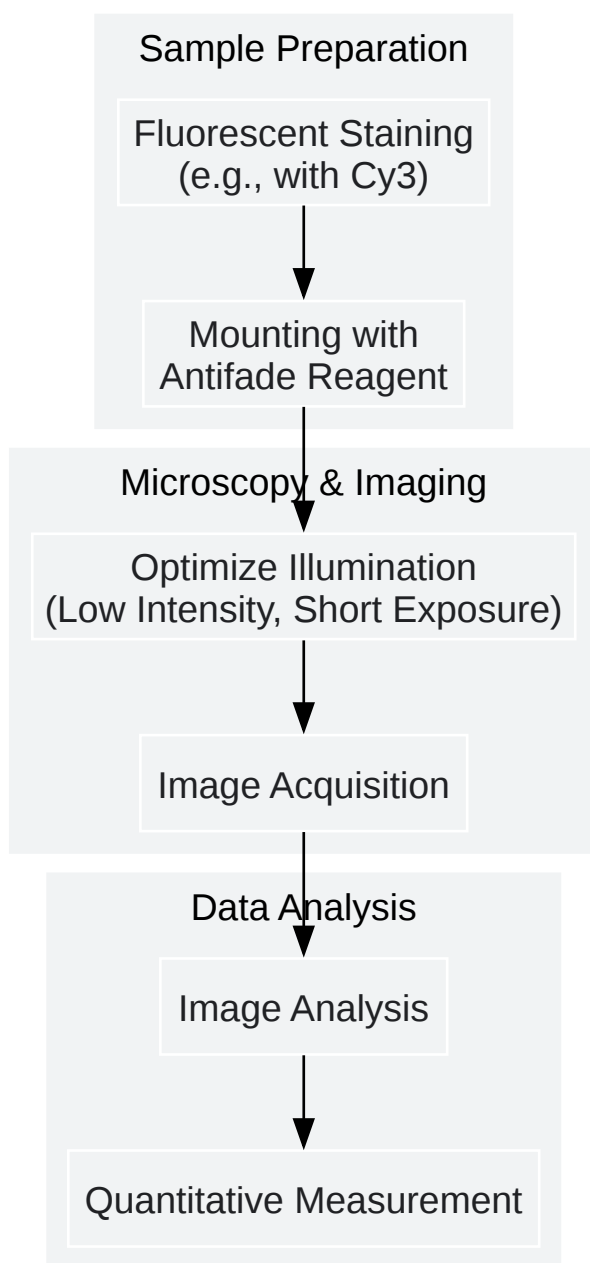 Sample Preparation
Fluorescent Staining
(e.g., with Cy3)
Mounting with
Antifade Reagent
Microscopy & Imaging
Optimize Illumination
(Low Intensity, Short Exposure)
Image Acquisition
Data Analysis
Image Analysis
Quantitative Measurement